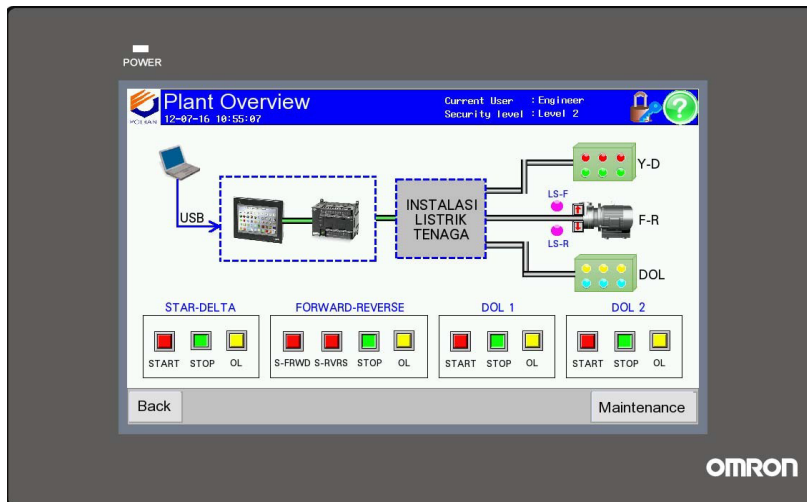 POWER
Plant Overview
12-07-16 10:55:07
Current User : Engineer
Security level : Level 2
?
USB
INSTALASI
LISTRIK
TENAGA
LS-F
LS-R
Y-D
F-R
DOL
STAR-DELTA
START STOP OL
FORWARD-REVERSE
S-FRWD S-RVRS STOP OL
DOL 1
START STOP OL
DOL 2
START STOP OL
Back
Maintenance
OMRON